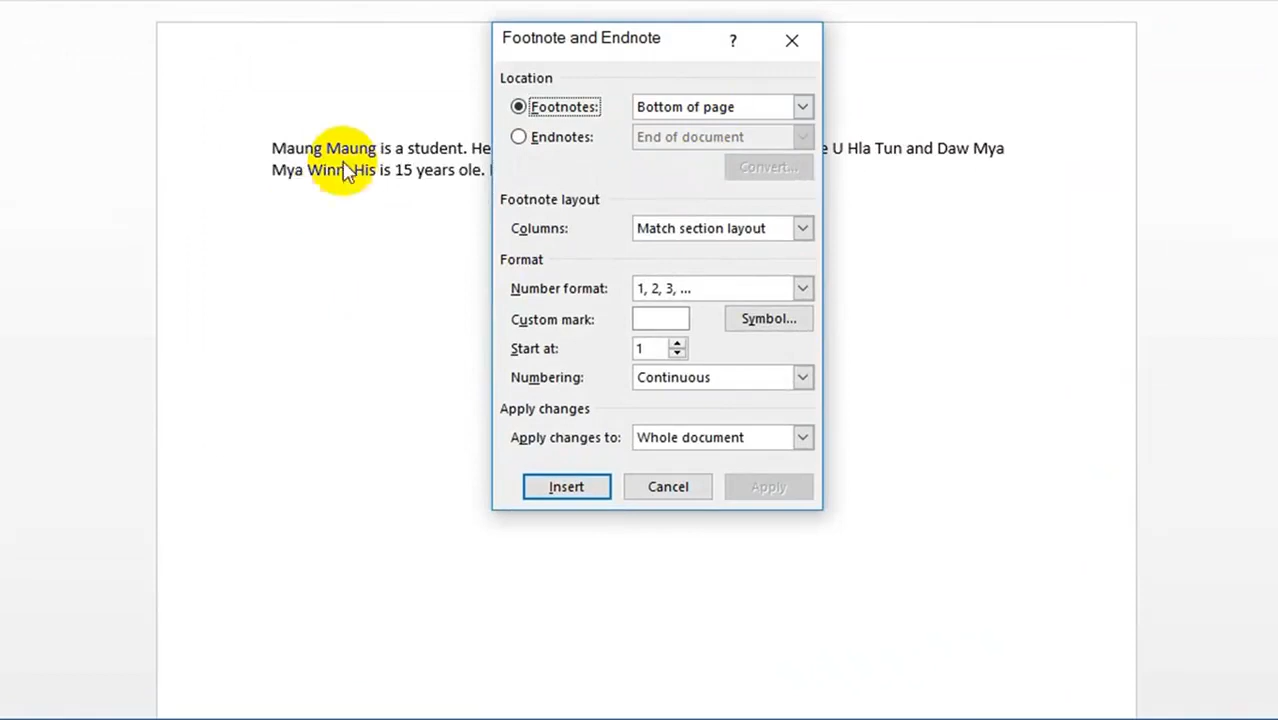 Footnote and Endnote
?
Location
Footnotes: Bottom of page
Endnotes: End of document
Convert...
Maung Maung is a student. He U Hla Tun and Daw Mya
Mya Winn His is 15 years ole.
Footnote layout
Columns: Match section layout
Format
Number format: 1, 2, 3, ...
Custom mark: Symbol...
Start at: 1
Numbering: Continuous
Apply changes
Apply changes to: Whole document
Insert Cancel Apply